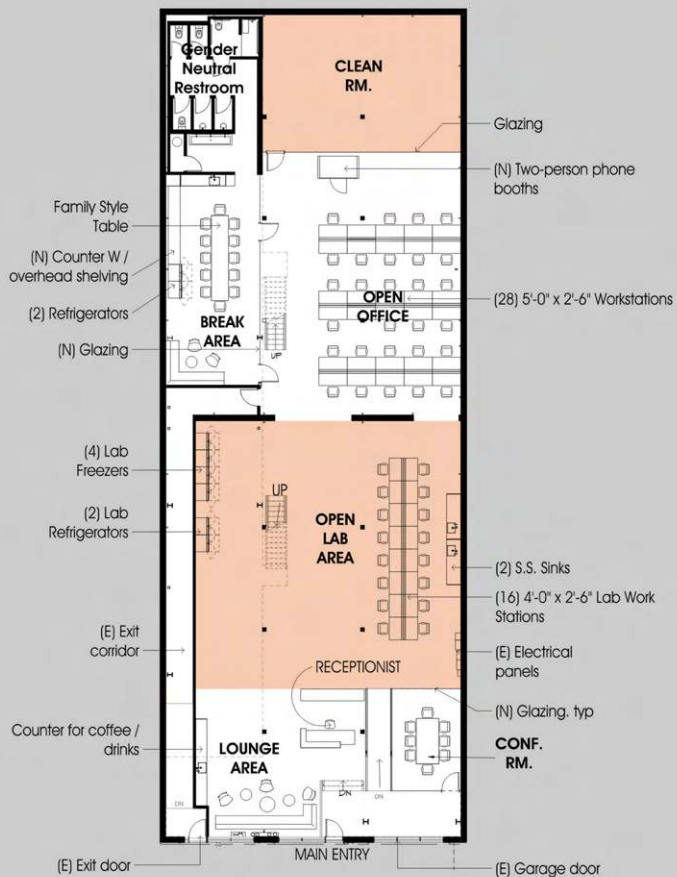 Gender
Neutral
Restroom
CLEAN
RM.
Glazing
(N) Two-person phone
booths
Family Style
Table
(N) Counter W /
overhead shelving
(2) Refrigerators
BREAK
AREA
(N) Glazing
UP
OPEN
OFFICE
(28) 5'-0" x 2'-6" Workstations
(4) Lab
Freezers
(2) Lab
Refrigerators
UP
OPEN
LAB
AREA
(2) S.S. Sinks
(16) 4'-0" x 2'-6" Lab Work
Stations
(E) Exit
corridor
(E) Electrical
panels
RECEPTIONIST
(N) Glazing. typ
Counter for coffee /
drinks
LOUNGE
AREA
CONF.
RM.
DN
DN
DN
MAIN ENTRY
(E) Exit door
(E) Garage door